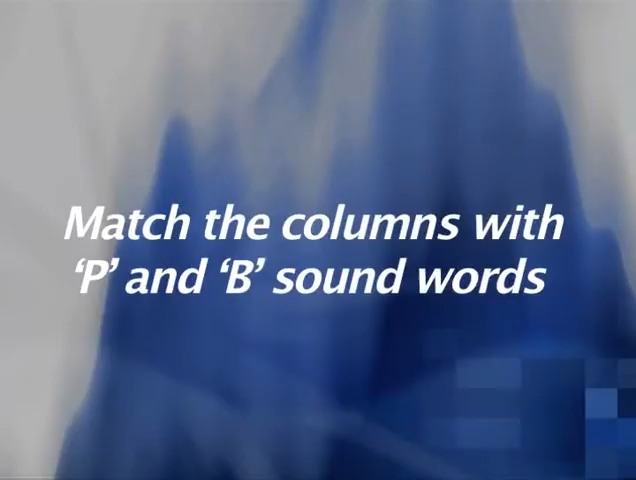 Match the columns with
‘P’ and ‘B’ sound words